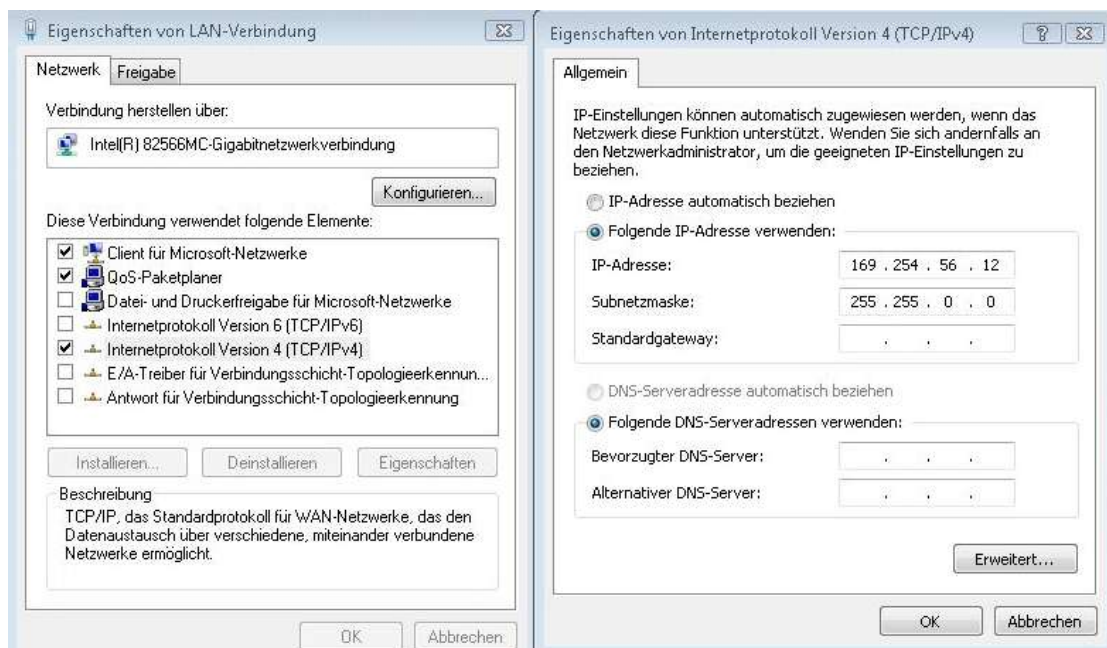 Eigenschaften von LAN-Verbindung
Netzwerk
Freigabe
Verbindung herstellen über:
Intel(R) 82566MC-Gigabitnetzwerkverbindung
Konfigurieren...
Diese Verbindung verwendet folgende Elemente:
Client für Microsoft-Netzwerke
QoS-Paketplaner
Datei- und Druckerfreigabe für Microsoft-Netzwerke
Internetprotokoll Version 6 (TCP/IPv6)
Internetprotokoll Version 4 (TCP/IPv4)
E/A-Treiber für Verbindungsschicht-Topologieerkennun...
Antwort für Verbindungsschicht-Topologieerkennung
Installieren... Deinstallieren Eigenschaften
Beschreibung
TCP/IP, das Standardprotokoll für WAN-Netzwerke, das den
Datenaustausch über verschiedene, miteinander verbundene
Netzwerke ermöglicht.
OK Abbrechen
Eigenschaften von Internetprotokoll Version 4 (TCP/IPv4)
Allgemein
IP-Einstellungen können automatisch zugewiesen werden, wenn das
Netzwerk diese Funktion unterstützt. Wenden Sie sich andernfalls an
den Netzwerkadministrator, um die geeigneten IP-Einstellungen zu
beziehen.
IP-Adresse automatisch beziehen
Folgende IP-Adresse verwenden:
IP-Adresse: 169 . 254 . 56 . 12
Subnetzmaske: 255 . 255 . 0 . 0
Standardgateway: . . .
DNS-Serveradresse automatisch beziehen
Folgende DNS-Serveradressen verwenden:
Bevorzugter DNS-Server: . . .
Alternativer DNS-Server: . . .
Erweitert...
OK Abbrechen